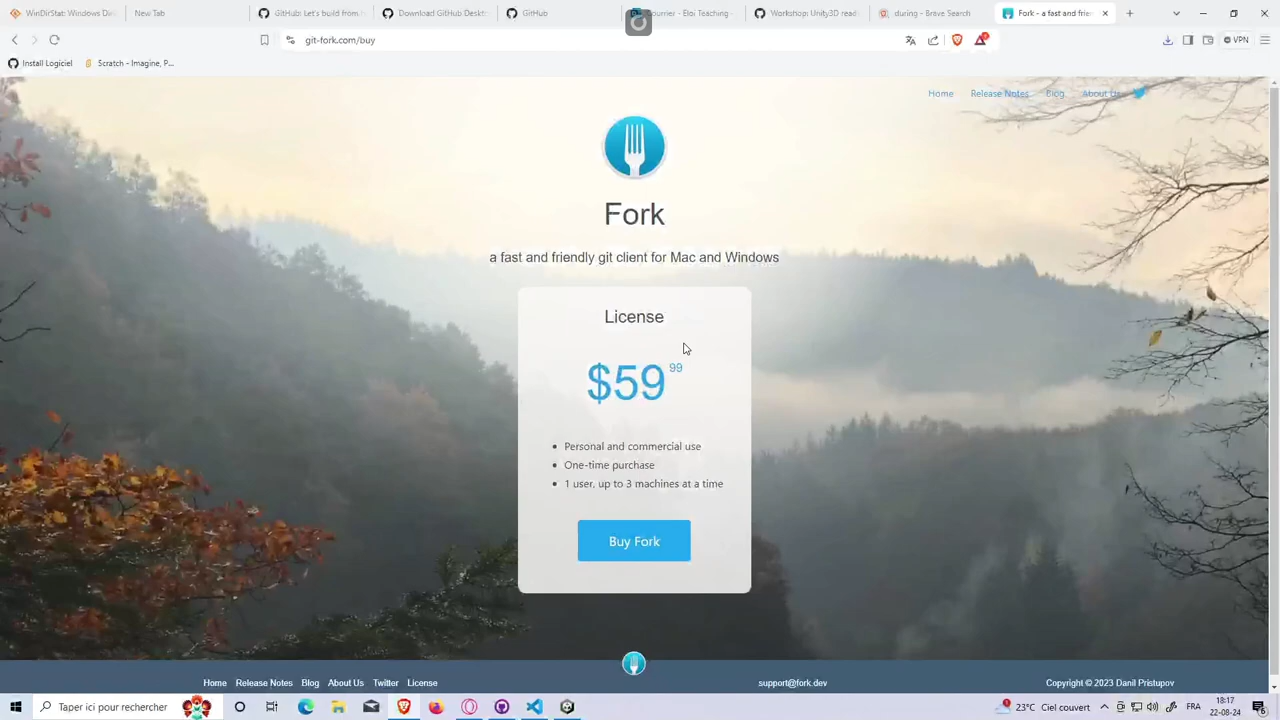 WinDirStat: Windows Di
New Tab
GitHub: Let's build from h
Download GitHub Deskt
GitHub
Courrier - Eloi Teaching -
Workshop: Unity3D read
during - Brave Search
Fork - a fast and frie
git-fork.com/buy
VPN
Install Logiciel
Scratch - Imagine, P...
Home
Release Notes
Blog
About Us
Fork
a fast and friendly git client for Mac and Windows
License
$59 99
• Personal and commercial use
• One-time purchase
• 1 user, up to 3 machines at a time
Buy Fork
Home Release Notes Blog About Us Twitter License
support@fork.dev
Copyright © 2023 Danil Pristupov
Taper ici pour rechercher
23°C Ciel couvert
FRA
18:17
22-08-24
6